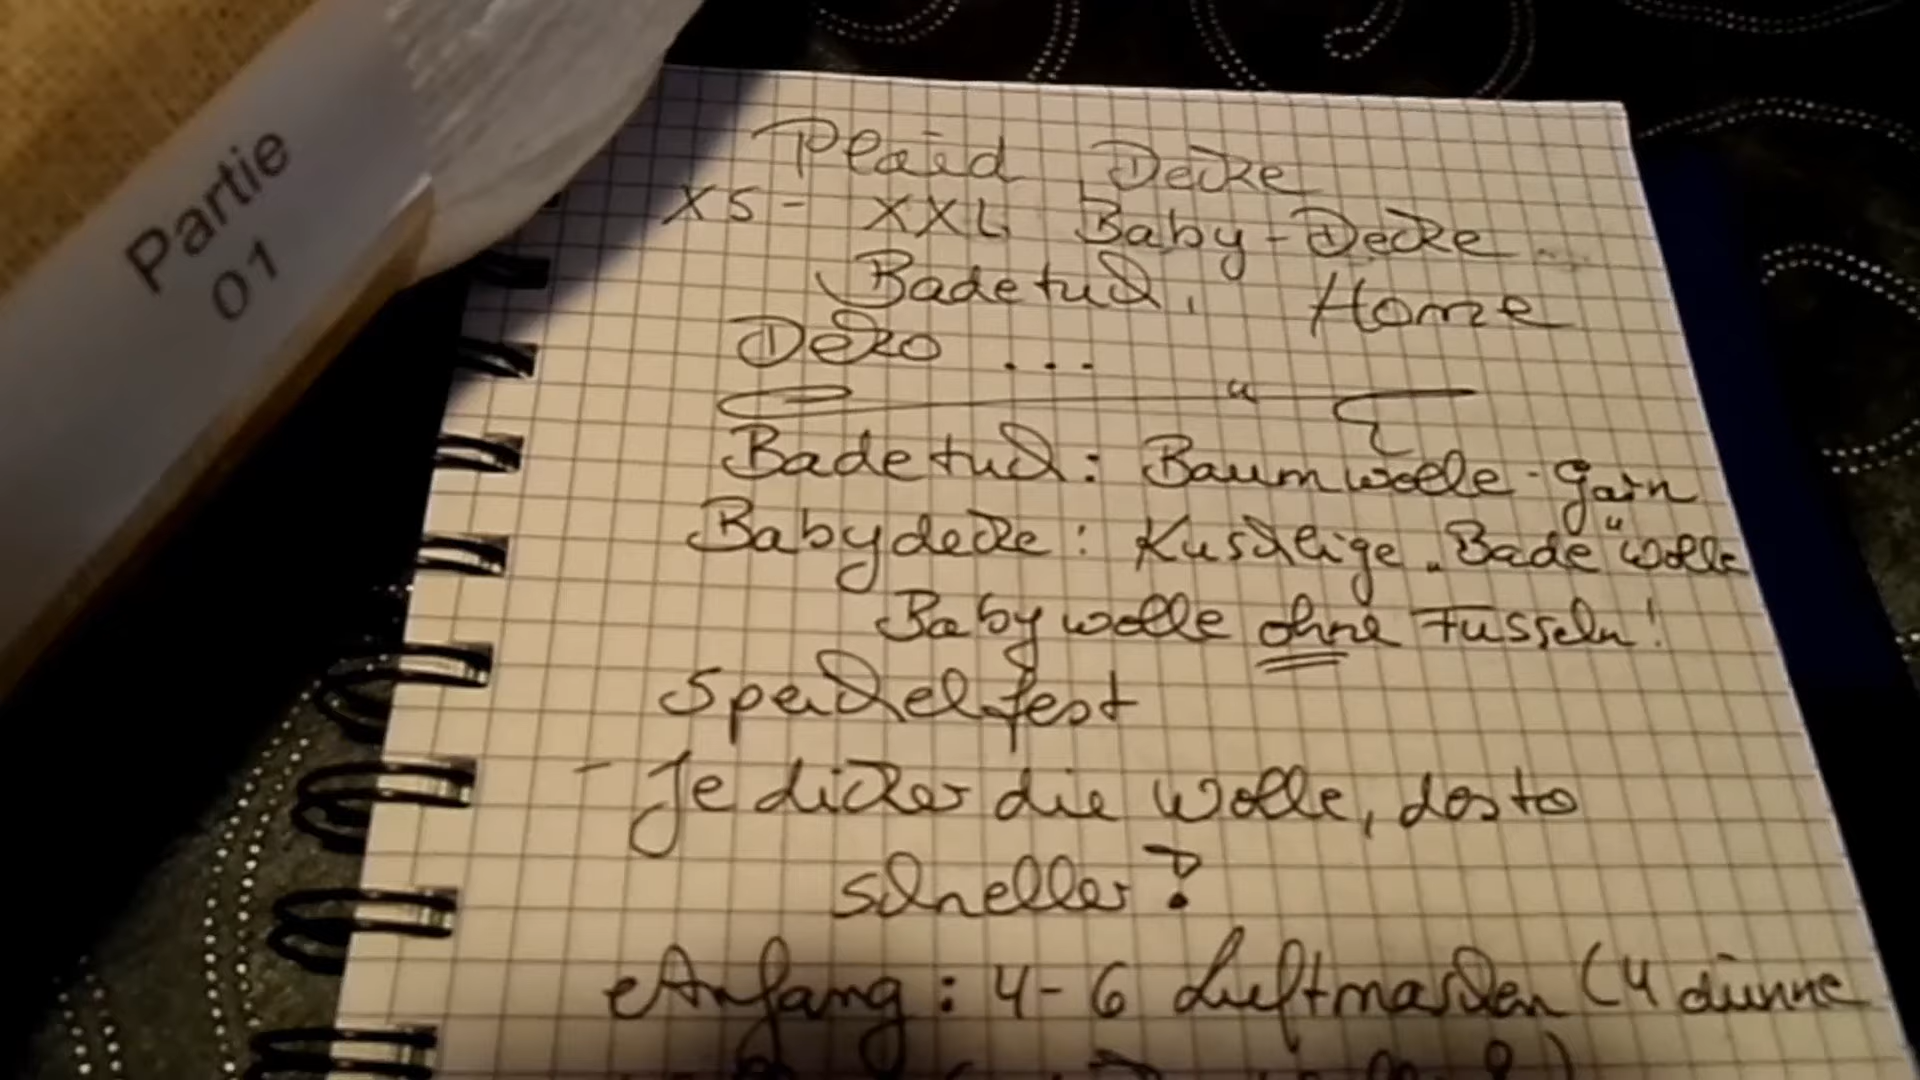 Partie
01
Plaid Decke
XS - XXL Baby-Decke ...
Badetuch, Home
Deko ...
Badetuch: Baumwolle-Garn
Babydecke: Kuschelige „Bade"wolle
Babywolle ohne Fusseln!
Speichelfest
- Je dicker die Wolle, desto
schneller?
Anfang: 4-6 Luftmaschen (4 dünne